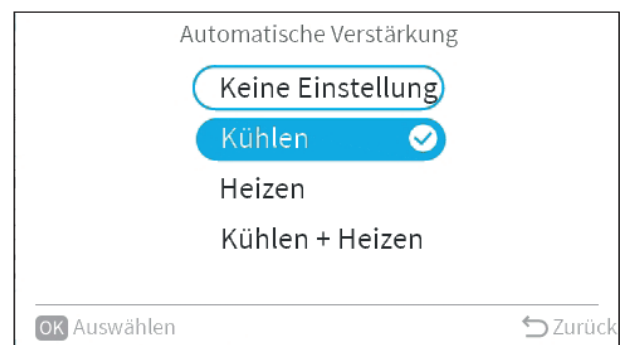 Automatische Verstärkung
Keine Einstellung
Kühlen
Heizen
Kühlen + Heizen
OK Auswählen
Zurück